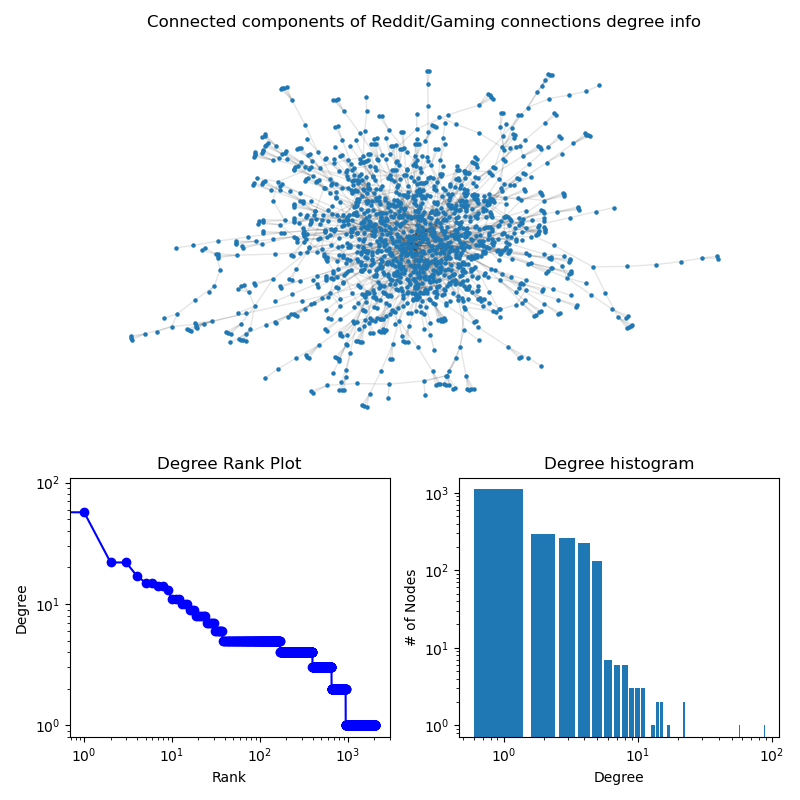 Connected components of Reddit/Gaming connections degree info
Degree Rank Plot
Degree histogram
10²
10¹
10⁰
Degree
10⁰ 10¹ 10² 10³
Rank
10³
10²
10¹
10⁰
# of Nodes
10⁰ 10¹ 10²
Degree